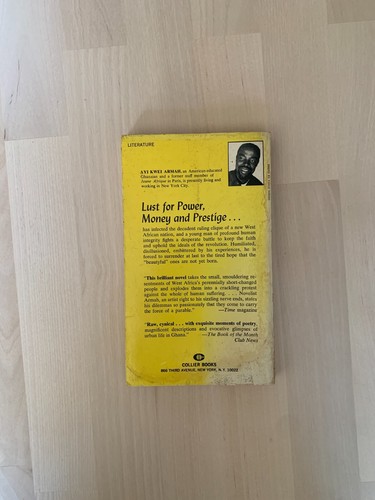 LITERATURE
AYI KWEI ARMAH, an American-educated
Ghanaian and a former staff member of
Jeune Afrique in Paris, is presently living and
working in New York City.
Lust for Power,
Money and Prestige . . .
has infected the decadent ruling clique of a new West
African nation, and a young man of profound human
integrity fights a desperate battle to keep the faith
and uphold the ideals of the revolution. Humiliated,
disillusioned, embittered by his experiences, he is
forced to surrender at last to the tired hope that the
"beautyful" ones are not yet born.
"This brilliant novel takes the small, smouldering re-
sentments of West Africa's perennially short-changed
people and explodes them into a crackling protest
against the whole of human suffering . . . Novelist
Armah, an artist right to his sizzling nerve ends, states
his dilemmas so passionately that they come to carry
the force of a parable." —Time magazine
"Raw, cynical . . . with exquisite moments of poetry,
magnificent descriptions and evocative glimpses of
urban life in Ghana." —The Book of the Month
Club News
COLLIER BOOKS
866 THIRD AVENUE, NEW YORK, N.Y. 10022